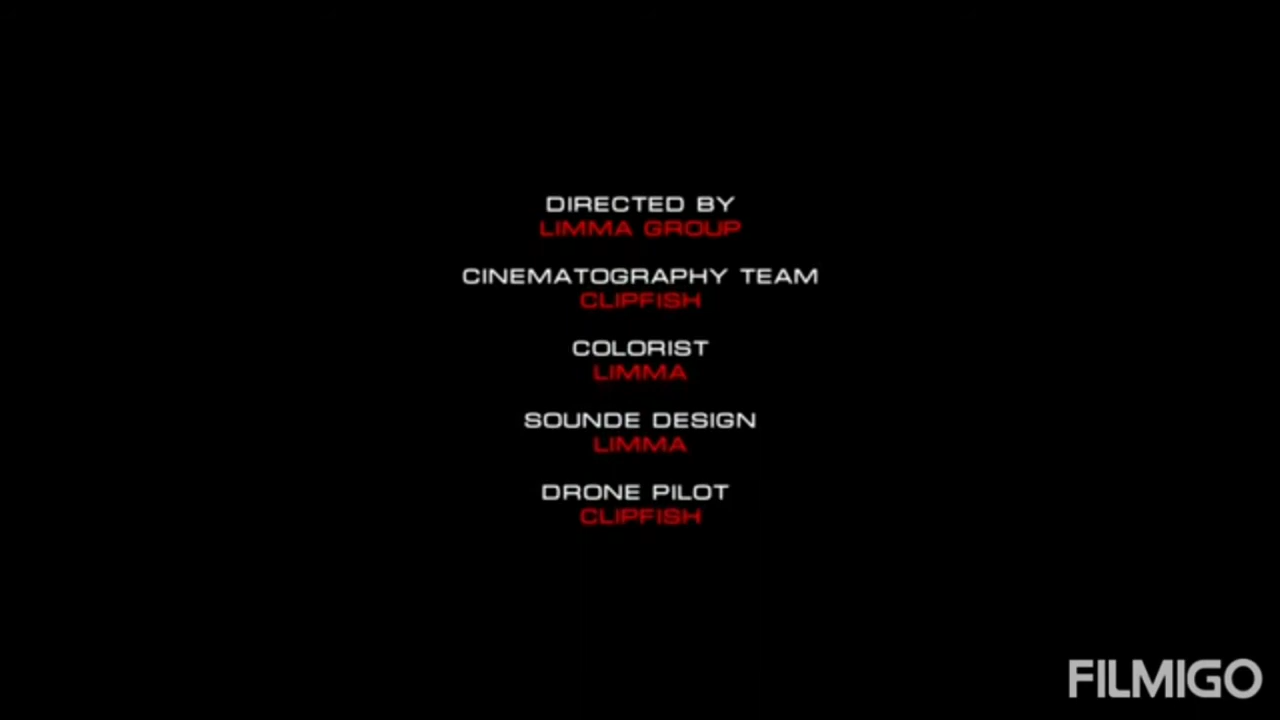 DIRECTED BY
LIMMA GROUP
CINEMATOGRAPHY TEAM
CLIPFISH
COLORIST
LIMMA
SOUNDE DESIGN
LIMMA
DRONE PILOT
CLIPFISH
FILMIGO